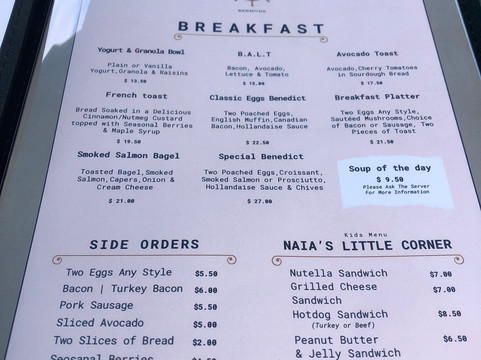 BREAKFAST
Yogurt & Granola Bowl
Plain or Vanilla
Yogurt,Granola & Raisins
$ 13.50
B.A.L.T
Bacon, Avocado,
Lettuce & Tomato
$ 15.00
Avocado Toast
Avocado,Cherry Tomatoes
in Sourdough Bread
$ 17.50
French toast
Bread Soaked in a Delicious
Cinnamon/Nutmeg Custard
topped with Seasonal Berries
& Maple Syrup
$ 19.50
Classic Eggs Benedict
Two Poached Eggs,
English Muffin,Canadian
Bacon,Hollandaise Sauce
$ 22.50
Breakfast Platter
Two Eggs Any Style,
Sautéed Mushrooms,Choice
of Bacon or Sausage, Two
Pieces of Toast
$ 21.50
Smoked Salmon Bagel
Toasted Bagel,Smoked
Salmon,Capers,Onion &
Cream Cheese
$ 21.00
Special Benedict
Two Poached Eggs,Croissant,
Smoked Salmon or Prosciutto,
Hollandaise Sauce & Chives
$ 27.00
Soup of the day
$ 9.50
Please Ask The Server
For More Information
SIDE ORDERS
Two Eggs Any Style $5.50
Bacon | Turkey Bacon $6.00
Pork Sausage $5.50
Sliced Avocado $5.00
Two Slices of Bread $2.00
Seasonal Berries
Kids Menu
NAIA'S LITTLE CORNER
Nutella Sandwich $7.00
Grilled Cheese $7.00
Sandwich
Hotdog Sandwich $8.50
(Turkey or Beef)
Peanut Butter $6.50
& Jelly Sandwich